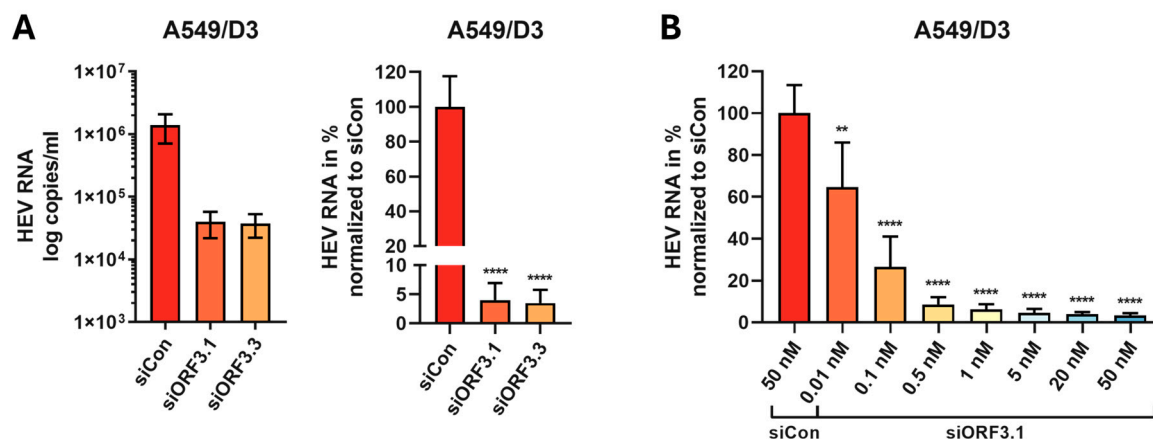 A
A549/D3
HEV RNA
log copies/ml
1×10⁷
1×10⁶
1×10⁵
1×10⁴
1×10³
siCon
siORF3.1
siORF3.3
A549/D3
HEV RNA in %
normalized to siCon
120
100
80
60
40
20
10
5
0
****
****
siCon
siORF3.1
siORF3.3
B
A549/D3
HEV RNA in %
normalized to siCon
120
100
80
60
40
20
0
**
****
****
****
****
****
****
50 nM
0.01 nM
0.1 nM
0.5 nM
1 nM
5 nM
20 nM
50 nM
siCon
siORF3.1